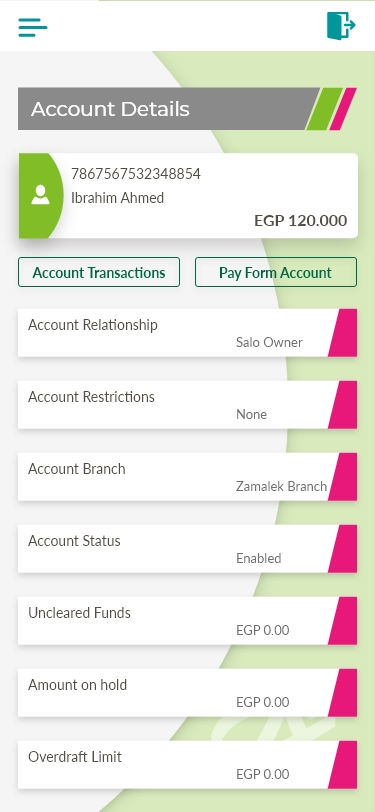 Account Details
7867567532348854
Ibrahim Ahmed
EGP 120.000
Account Transactions
Pay Form Account
Account Relationship
Salo Owner
Account Restrictions
None
Account Branch
Zamalek Branch
Account Status
Enabled
Uncleared Funds
EGP 0.00
Amount on hold
EGP 0.00
Overdraft Limit
EGP 0.00